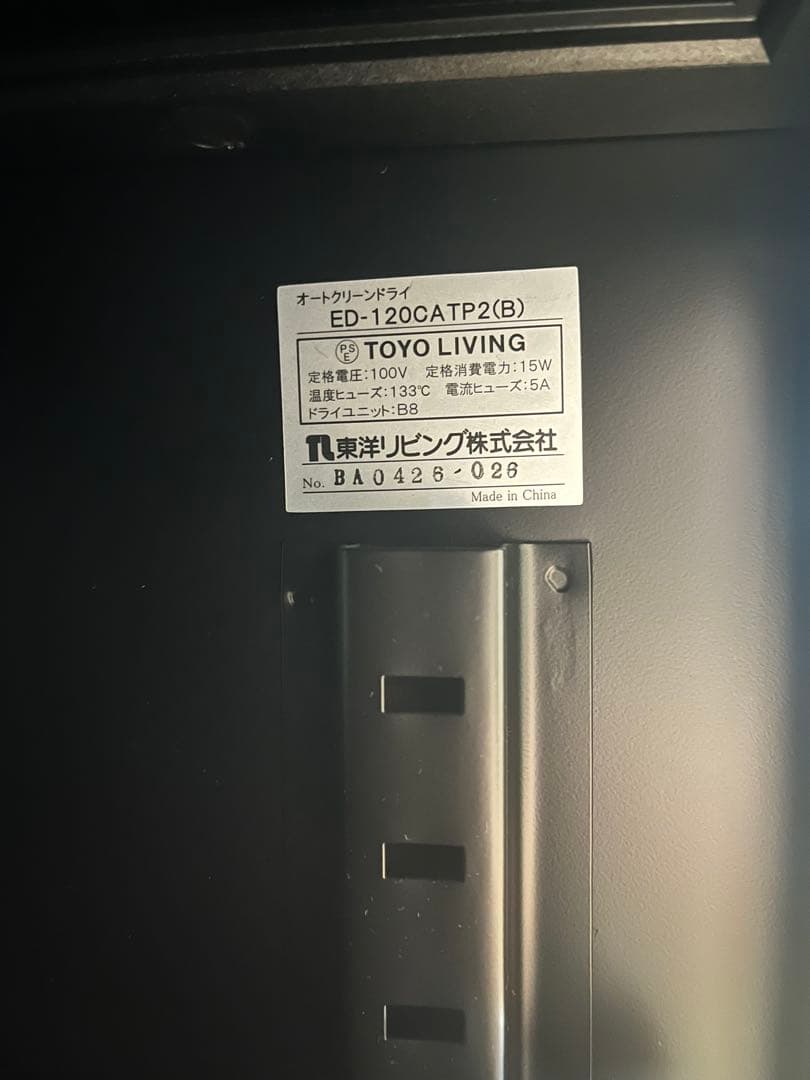 オートクリーンドライ
ED-120CATP2(B)
PSE TOYO LIVING
定格電圧:100V 定格消費電力:15W
温度ヒューズ:133℃ 電流ヒューズ:5A
ドライユニット:B8
TL 東洋リビング株式会社
No. BA0426-026
Made in China